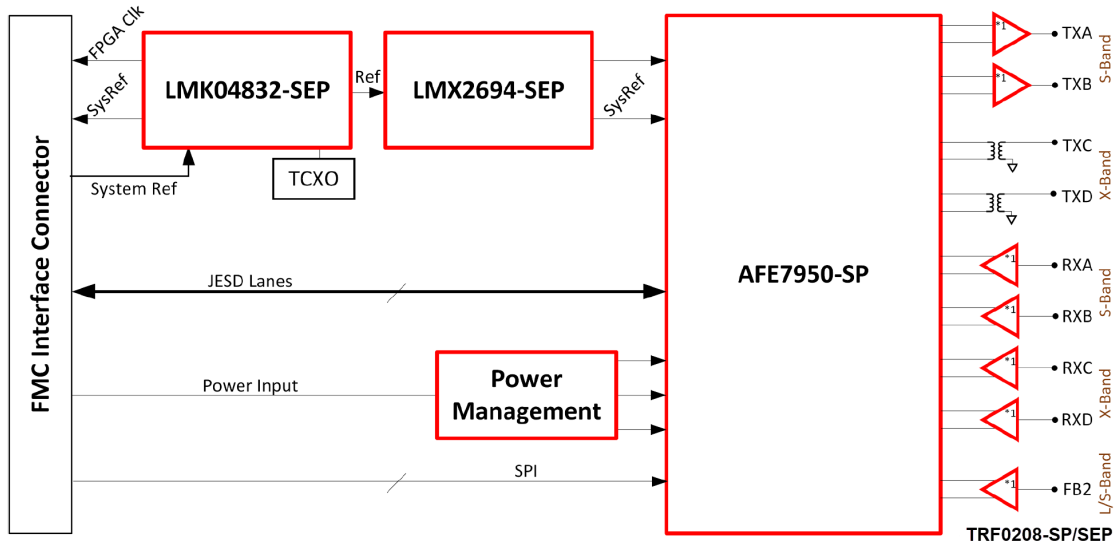 FMC Interface Connector
FPGA Clk
SysRef
LMK04832-SEP
Ref
LMX2694-SEP
SysRef
System Ref
TCXO
JESD Lanes
Power Input
Power
Management
SPI
AFE7950-SP
*1
TXA
*1
TXB
S-Band
TXC
TXD
X-Band
*1
RXA
*1
RXB
S-Band
*1
RXC
*1
RXD
X-Band
*1
FB2
L/S-Band
TRF0208-SP/SEP